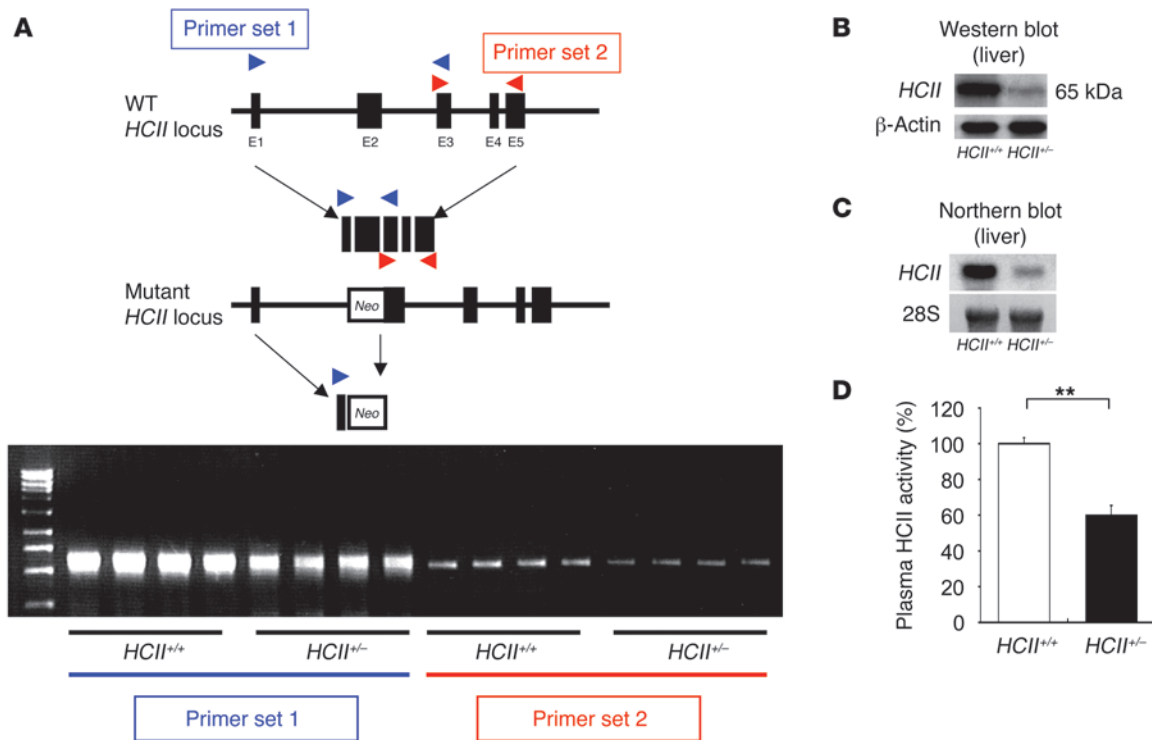 A
Primer set 1
Primer set 2
WT
HCII locus
E1 E2 E3 E4 E5
Mutant
HCII locus
Neo
Neo
HCII+/+ HCII+/– HCII+/+ HCII+/–
Primer set 1 Primer set 2
B
Western blot
(liver)
HCII 65 kDa
β-Actin
HCII+/+ HCII+/–
C
Northern blot
(liver)
HCII
28S
HCII+/+ HCII+/–
D
**
Plasma HCII activity (%)
120
100
80
60
40
20
0
HCII+/+ HCII+/–